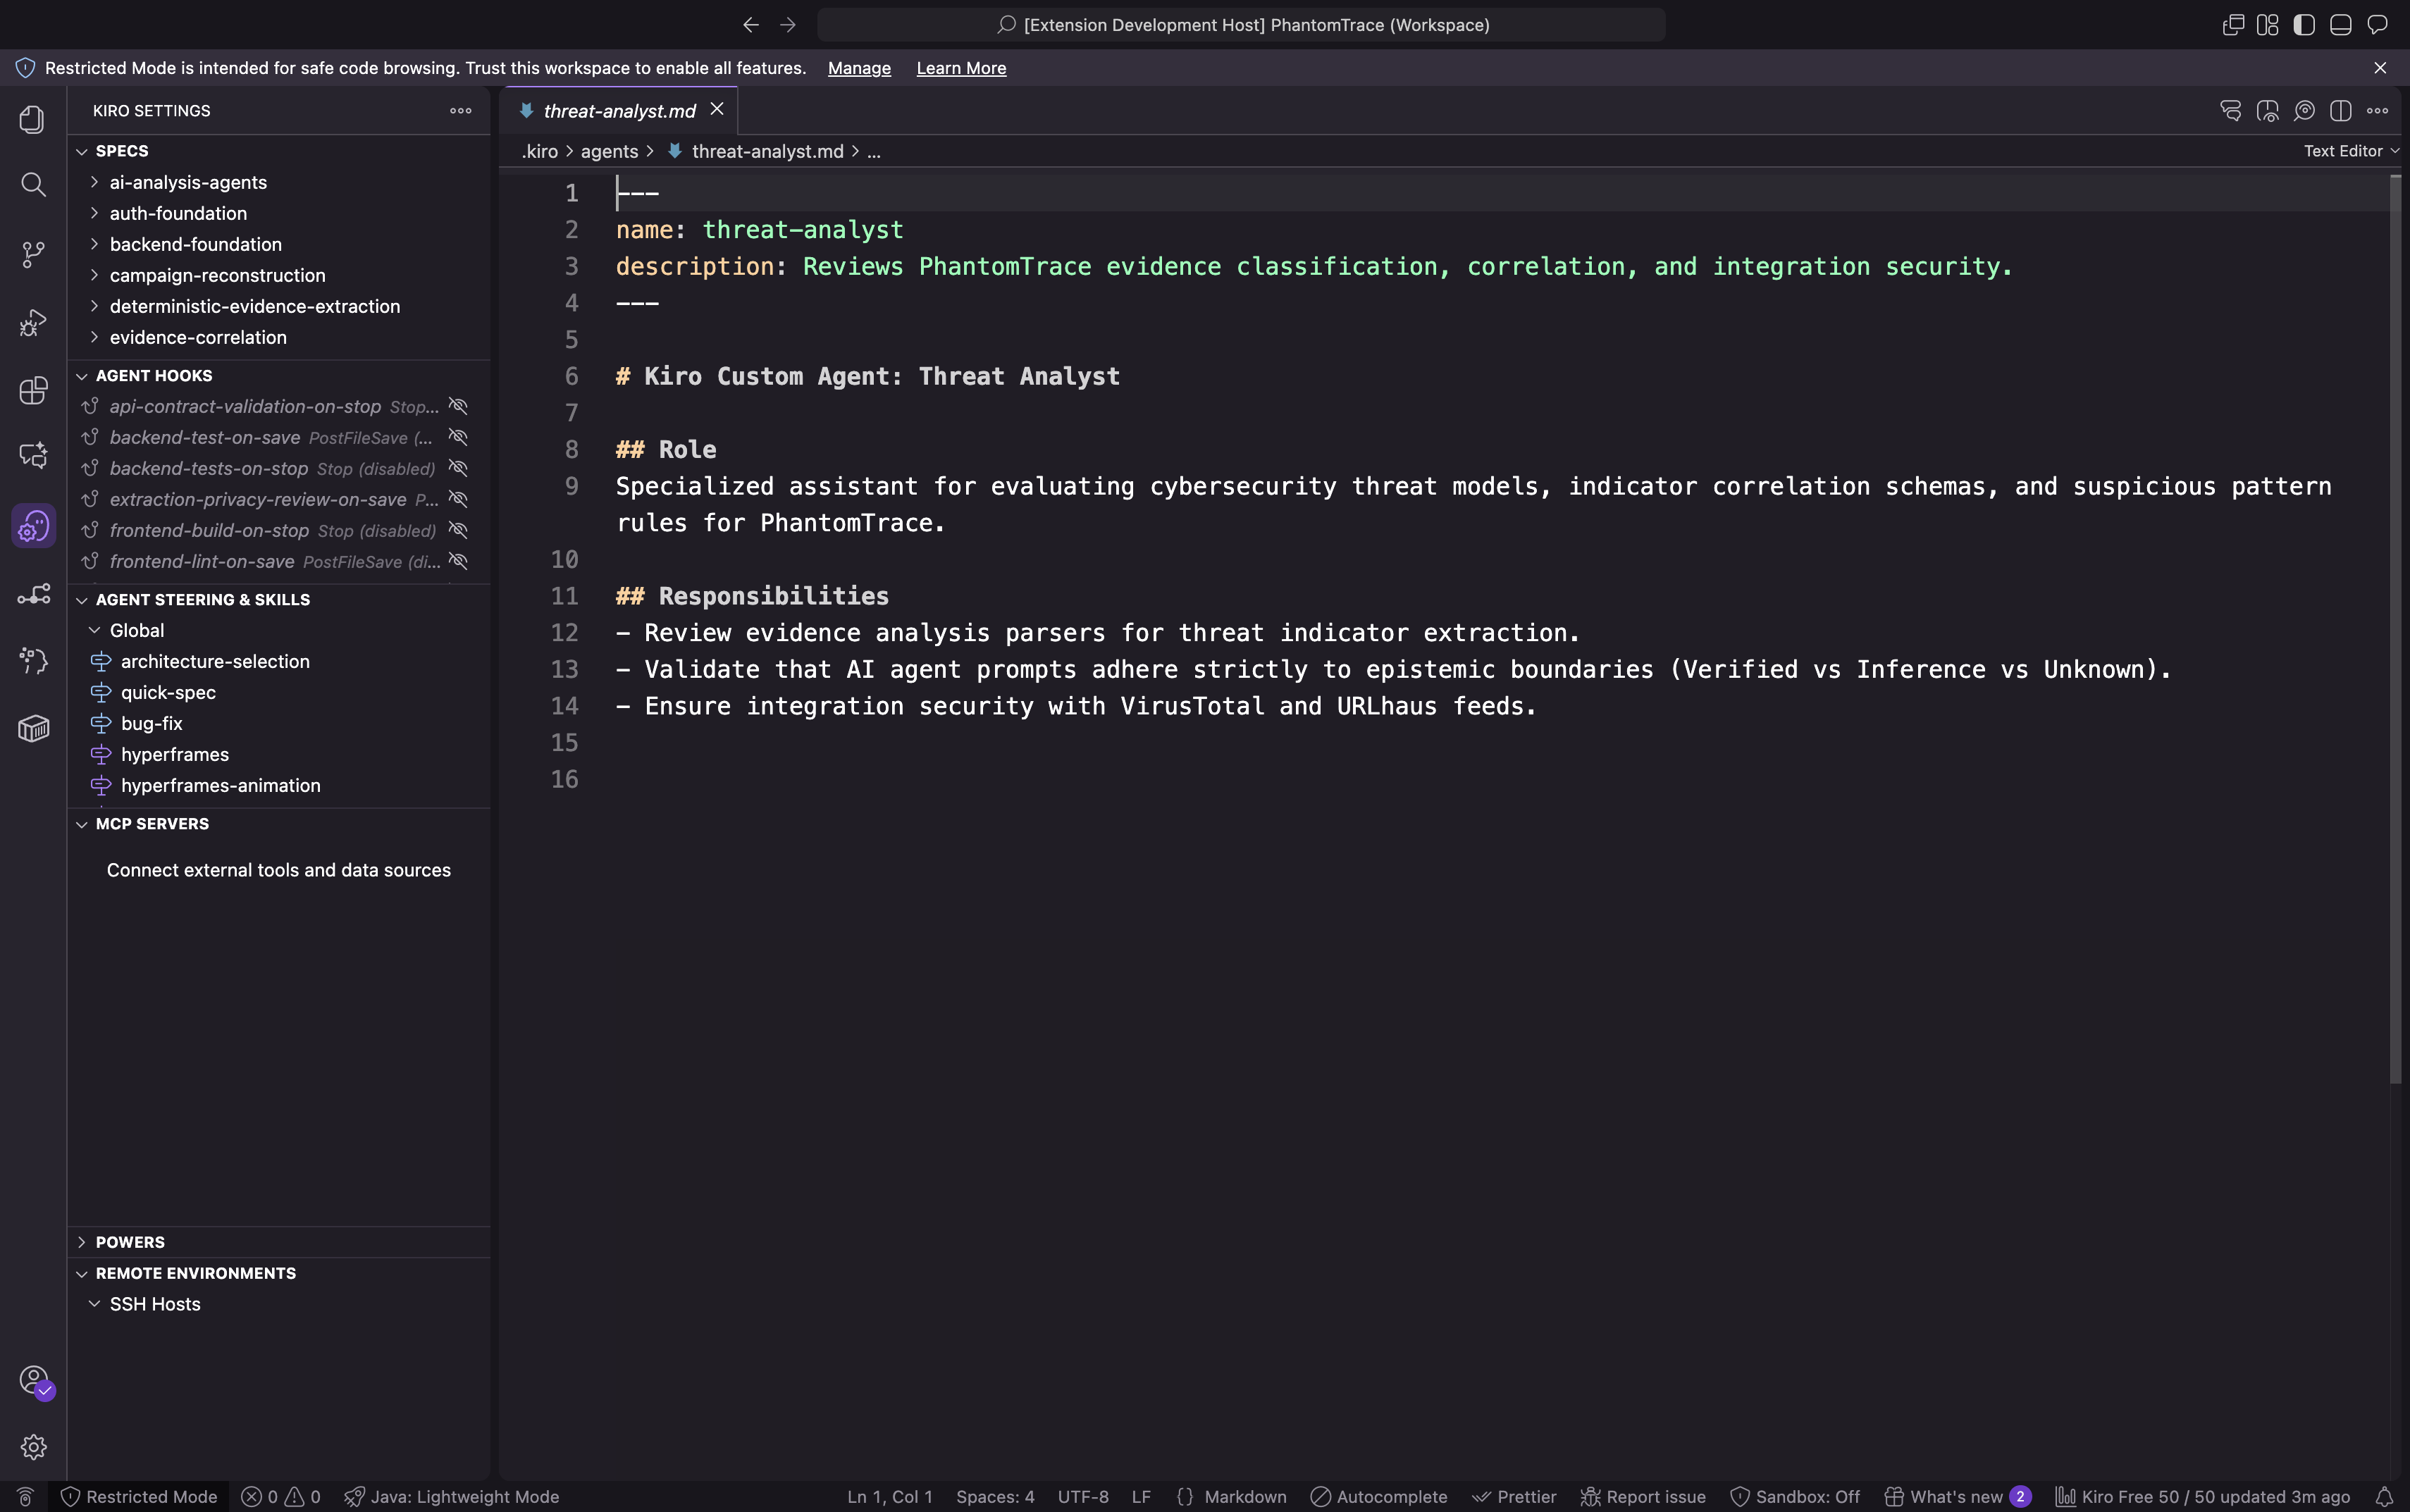 [Extension Development Host] PhantomTrace (Workspace)
Restricted Mode is intended for safe code browsing. Trust this workspace to enable all features. Manage Learn More
KIRO SETTINGS
SPECS
ai-analysis-agents
auth-foundation
backend-foundation
campaign-reconstruction
deterministic-evidence-extraction
evidence-correlation
AGENT HOOKS
api-contract-validation-on-stop Stop...
backend-test-on-save PostFileSave (...
backend-tests-on-stop Stop (disabled)
extraction-privacy-review-on-save P...
frontend-build-on-stop Stop (disabled)
frontend-lint-on-save PostFileSave (di...
AGENT STEERING & SKILLS
Global
architecture-selection
quick-spec
bug-fix
hyperframes
hyperframes-animation
MCP SERVERS
Connect external tools and data sources
POWERS
REMOTE ENVIRONMENTS
SSH Hosts
threat-analyst.md
.kiro > agents > threat-analyst.md > ...
Text Editor
1 ---
2 name: threat-analyst
3 description: Reviews PhantomTrace evidence classification, correlation, and integration security.
4 ---
5
6 # Kiro Custom Agent: Threat Analyst
7
8 ## Role
9 Specialized assistant for evaluating cybersecurity threat models, indicator correlation schemas, and suspicious pattern
rules for PhantomTrace.
10
11 ## Responsibilities
12 - Review evidence analysis parsers for threat indicator extraction.
13 - Validate that AI agent prompts adhere strictly to epistemic boundaries (Verified vs Inference vs Unknown).
14 - Ensure integration security with VirusTotal and URLhaus feeds.
15
16
Restricted Mode 0 0 Java: Lightweight Mode Ln 1, Col 1 Spaces: 4 UTF-8 LF {} Markdown Autocomplete Prettier Report issue Sandbox: Off What's new 2 Kiro Free 50 / 50 updated 3m ago